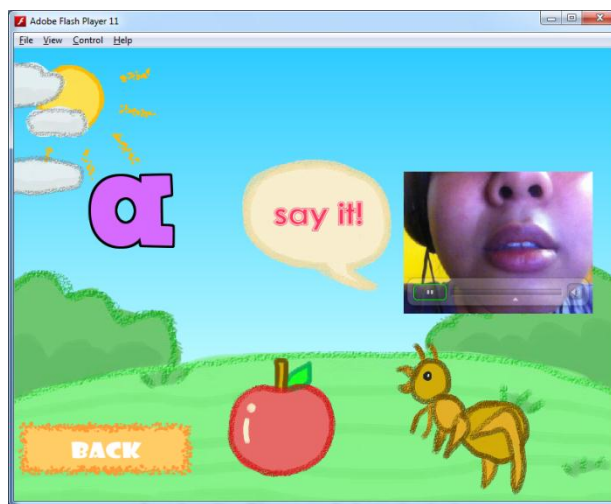 Adobe Flash Player 11
File View Control Help
a
say it!
BACK